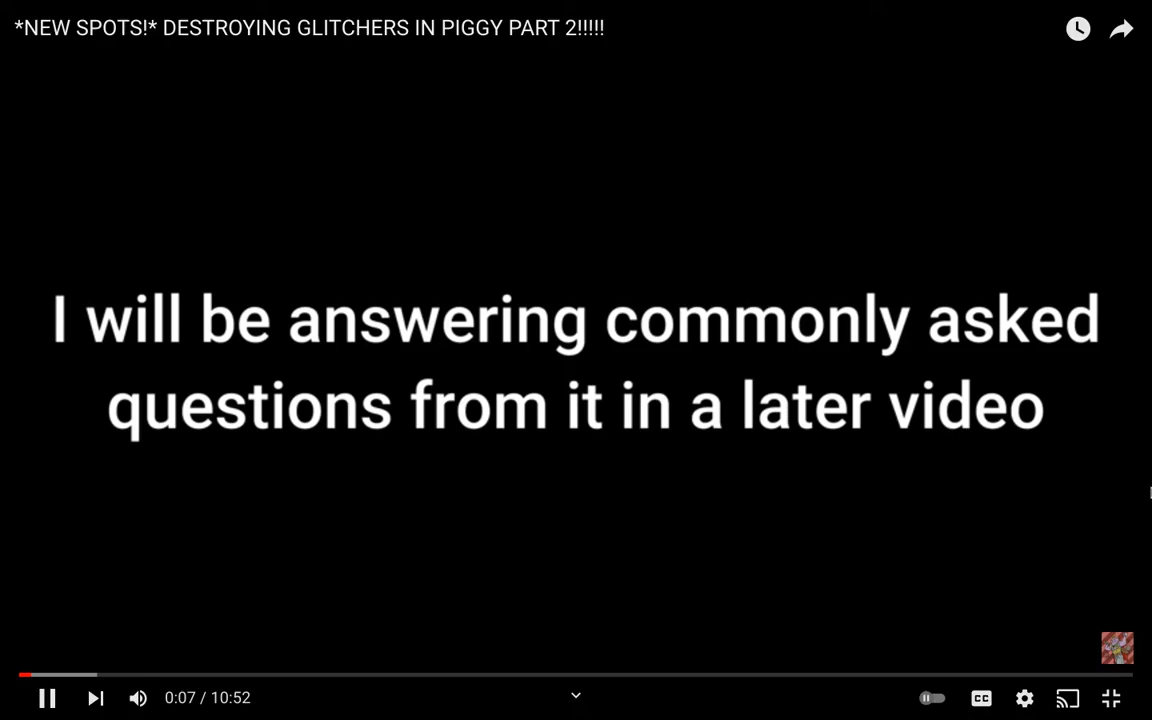 *NEW SPOTS!* DESTROYING GLITCHERS IN PIGGY PART 2!!!!!
I will be answering commonly asked
questions from it in a later video
0:07 / 10:52
CC